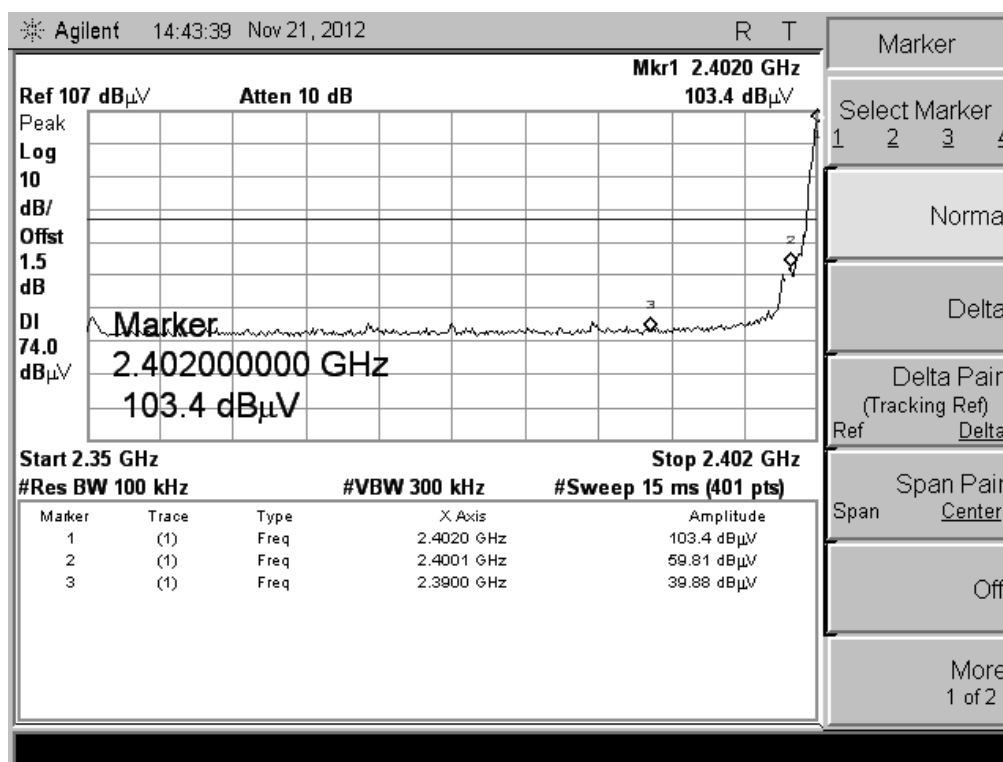 Agilent 14:43:39 Nov 21, 2012 R T
Mkr1 2.4020 GHz
Ref 107 dBµV Atten 10 dB 103.4 dBµV
Peak
Log
10
dB/
Offst
1.5
dB
DI
74.0
dBµV
1
2
3
Marker
2.402000000 GHz
103.4 dBµV
Start 2.35 GHz Stop 2.402 GHz
#Res BW 100 kHz #VBW 300 kHz #Sweep 15 ms (401 pts)
Marker Trace Type X Axis Amplitude
1 (1) Freq 2.4020 GHz 103.4 dBµV
2 (1) Freq 2.4001 GHz 59.81 dBµV
3 (1) Freq 2.3900 GHz 39.88 dBµV
Marker
Select Marker
1 2 3 4
Norma
Delta
Delta Pair
(Tracking Ref)
Ref Delta
Span Pair
Span Center
Off
More
1 of 2